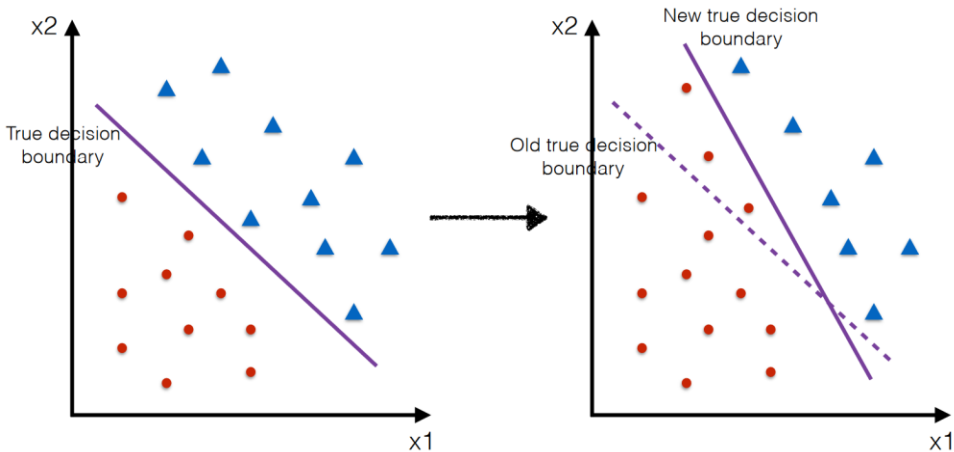 x2
True decision
boundary
x1
x2
New true decision
boundary
Old true decision
boundary
x1